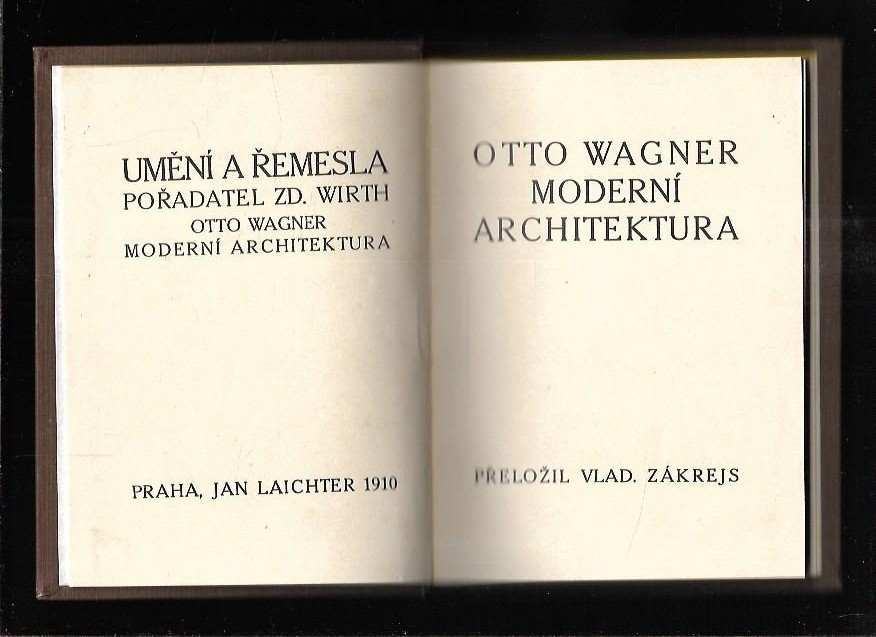 UMĚNÍ A ŘEMESLA
POŘADATEL ZD. WIRTH
OTTO WAGNER
MODERNÍ ARCHITEKTURA
PRAHA, JAN LAICHTER 1910
OTTO WAGNER
MODERNÍ
ARCHITEKTURA
PŘELOŽIL VLAD. ZÁKREJS